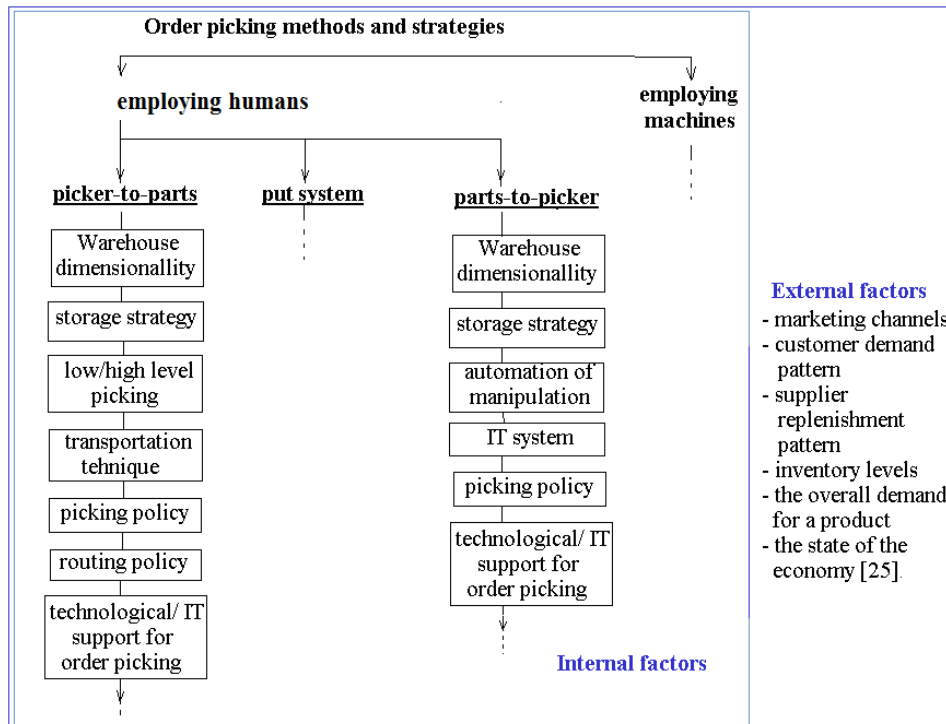 Order picking methods and strategies
employing humans
employing
machines
picker-to-parts
put system
parts-to-picker
Warehouse
dimensionallity
storage strategy
low/high level
picking
transportation
tehnique
picking policy
routing policy
technological/ IT
support for
order picking
Warehouse
dimensionallity
storage strategy
automation of
manipulation
IT system
picking policy
technological/ IT
support for
order picking
Internal factors
External factors
- marketing channels
- customer demand
pattern
- supplier
replenishment
pattern
- inventory levels
- the overall demand
for a product
- the state of the
economy [25].